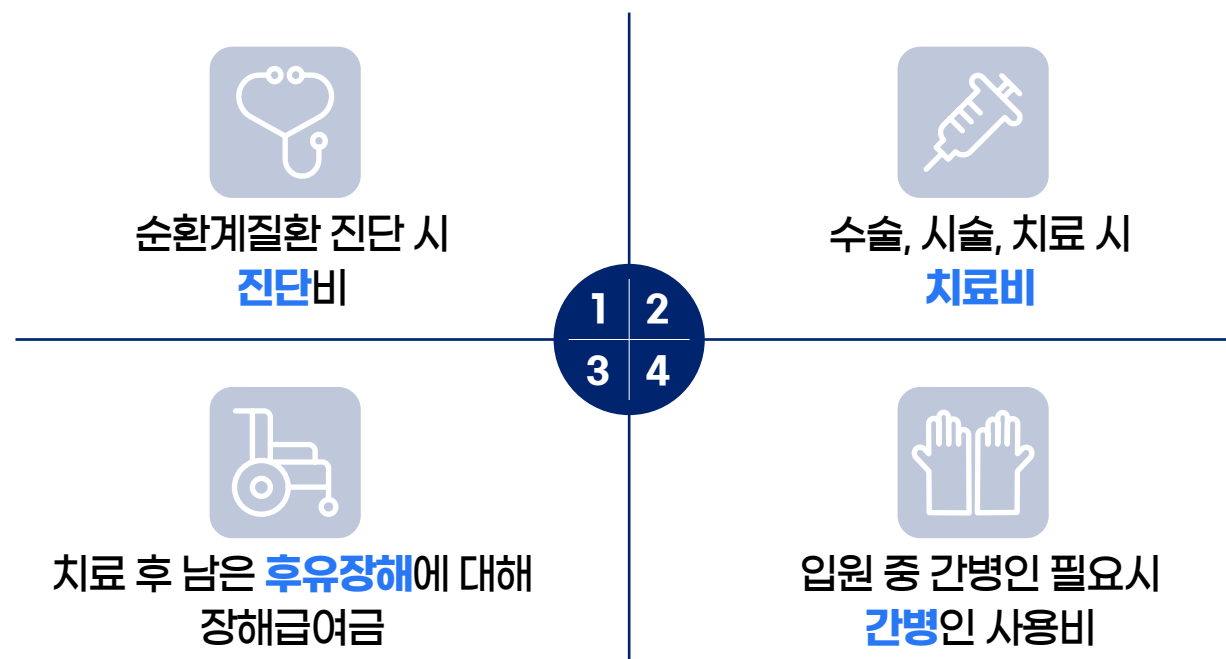 순환계질환 진단 시
진단비
수술, 시술, 치료 시
치료비
1 2
3 4
치료 후 남은 후유장해에 대해
장해급여금
입원 중 간병인 필요시
간병인 사용비